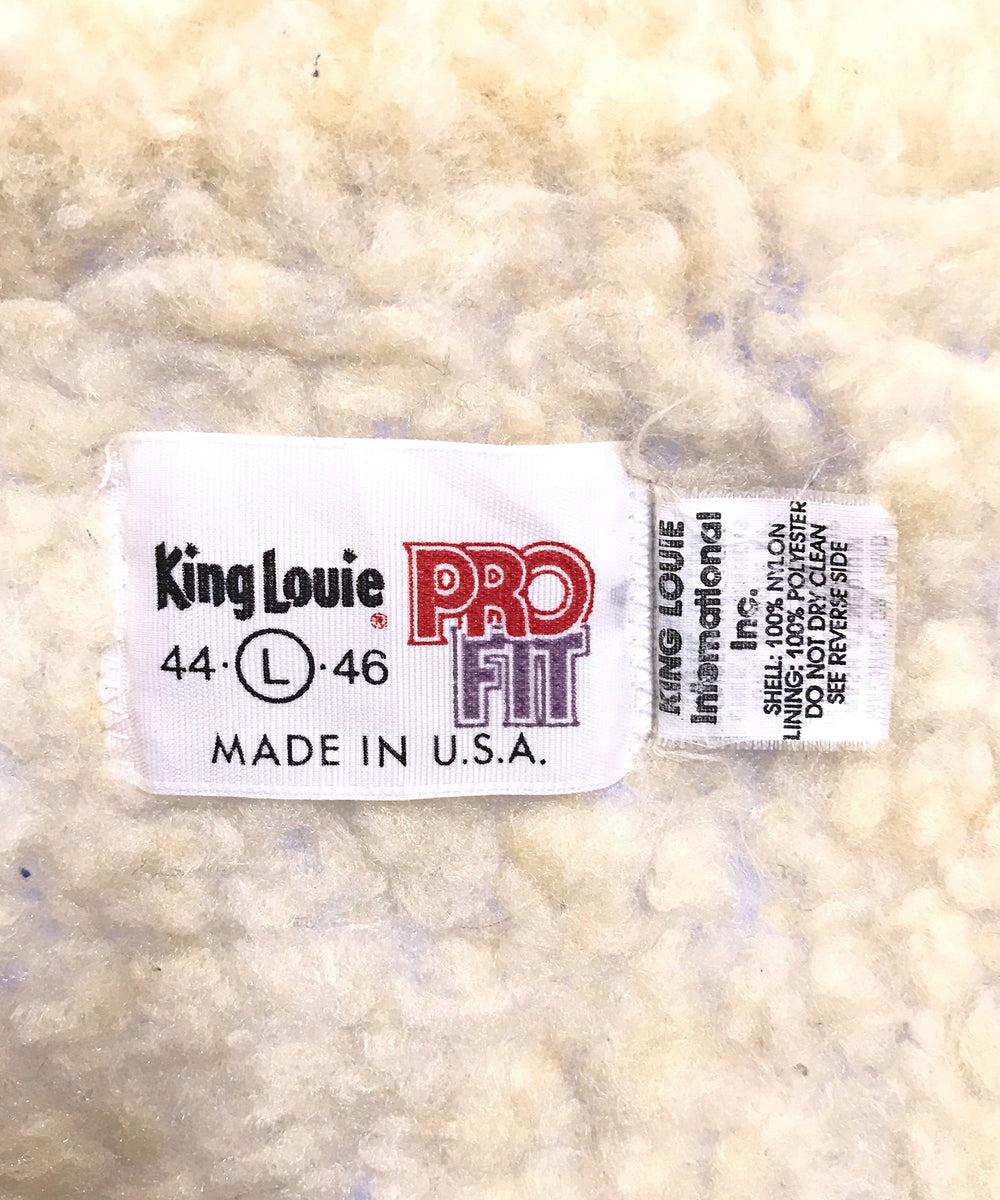 King Louie®
PRO
FIT
44·L·46
MADE IN U.S.A.
KING LOUIE
International
Inc.
SHELL: 100% NYLON
LINING: 100% POLYESTER
DO NOT DRY CLEAN
SEE REVERSE SIDE